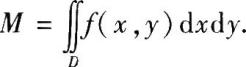 M = ∬_D f(x,y) dxdy.